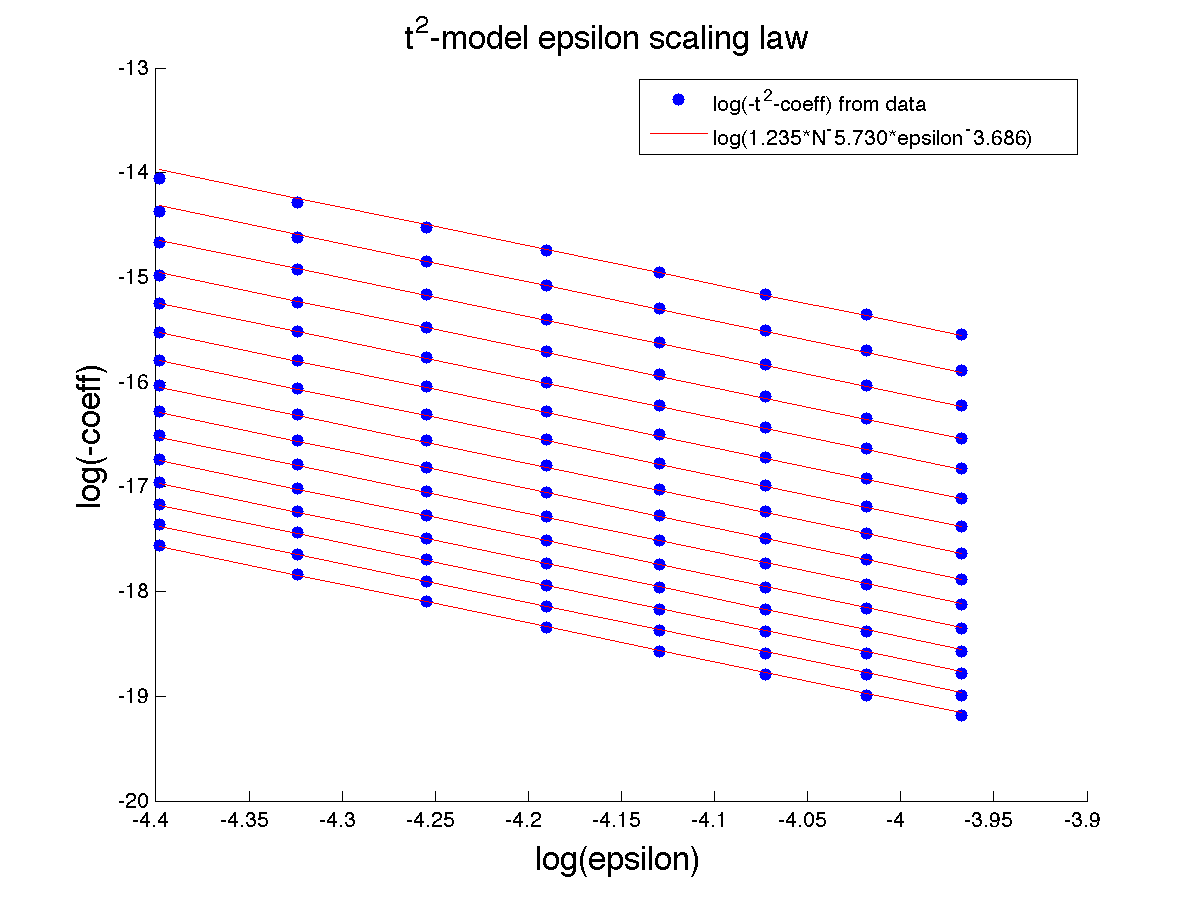 t²-model epsilon scaling law
log(-t²-coeff) from data
log(1.235*N⁻5.730*epsilon⁻3.686)
-13
-14
-15
-16
-17
-18
-19
-20
log(-coeff)
-4.4 -4.35 -4.3 -4.25 -4.2 -4.15 -4.1 -4.05 -4 -3.95 -3.9
log(epsilon)